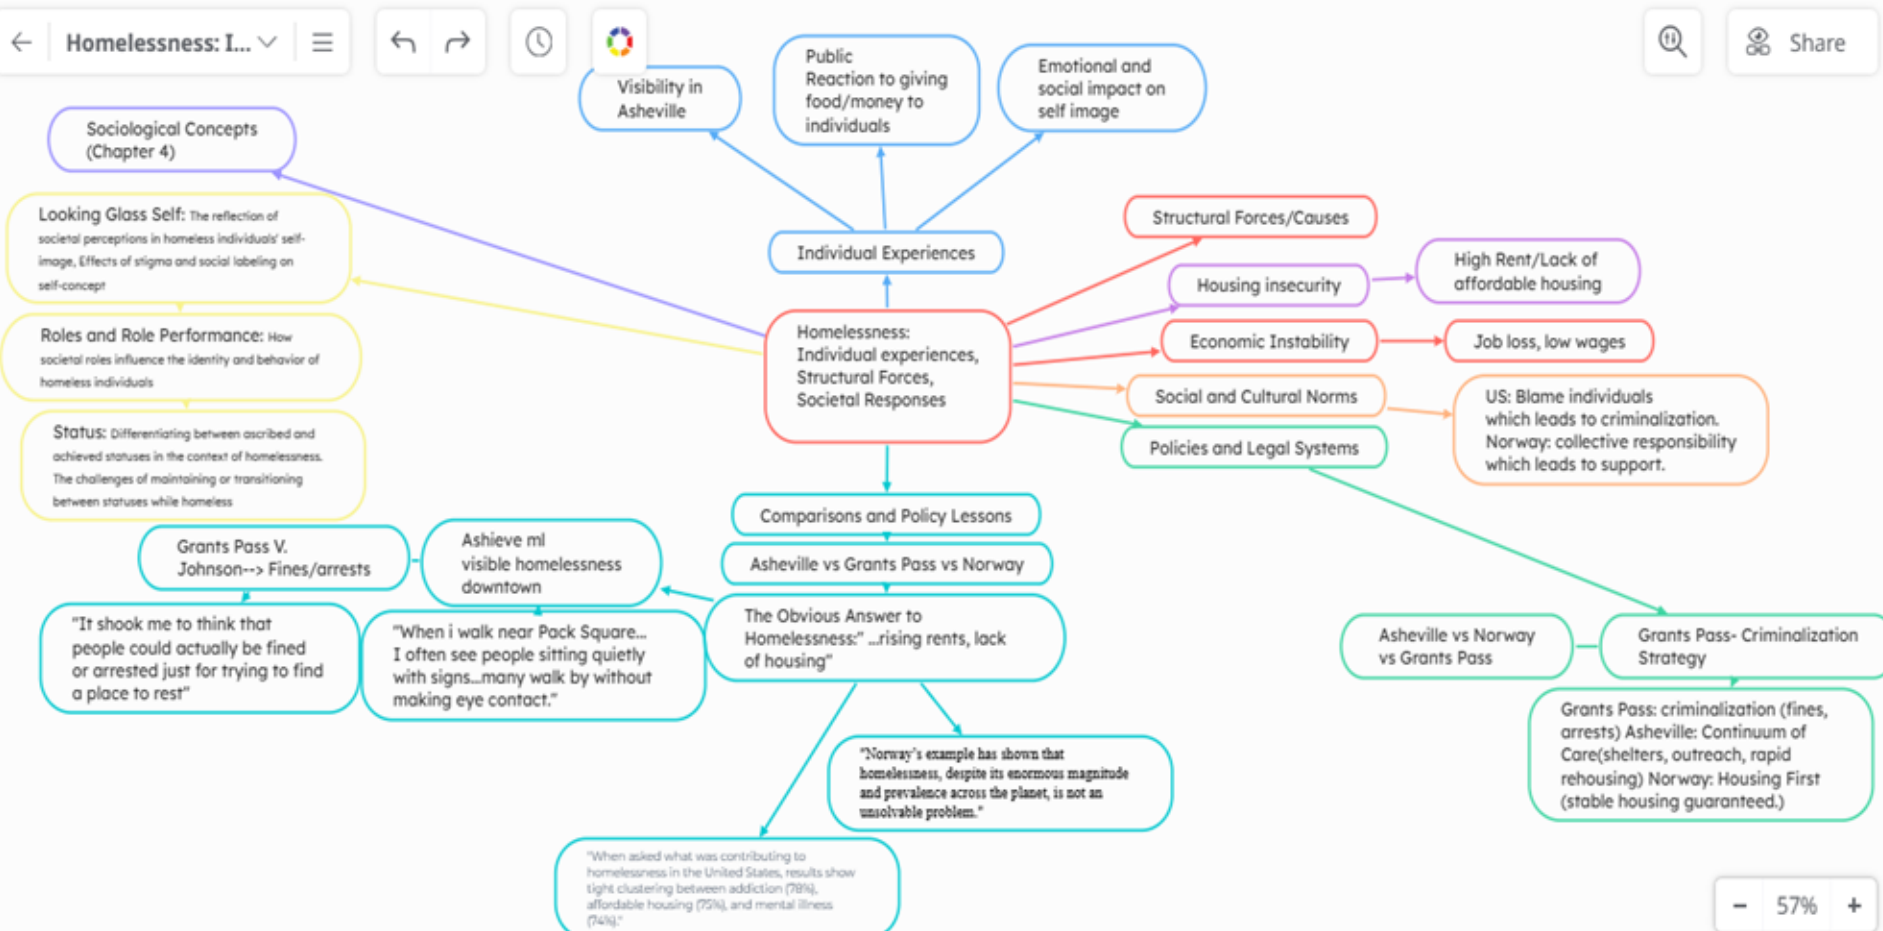 Homelessness: I...
Share
Visibility in
Asheville
Public
Reaction to giving
food/money to
individuals
Emotional and
social impact on
self image
Sociological Concepts
(Chapter 4)
Looking Glass Self: The reflection of
societal perceptions in homeless individuals' self-
image, Effects of stigma and social labeling on
self-concept
Roles and Role Performance: How
societal roles influence the identity and behavior of
homeless individuals
Status: Differentiating between ascribed and
achieved statuses in the context of homelessness.
The challenges of maintaining or transitioning
between statuses while homeless
Individual Experiences
Homelessness:
Individual experiences,
Structural Forces,
Societal Responses
Structural Forces/Causes
Housing insecurity
High Rent/Lack of
affordable housing
Economic Instability
Job loss, low wages
Social and Cultural Norms
US: Blame individuals
which leads to criminalization.
Norway: collective responsibility
which leads to support.
Policies and Legal Systems
Comparisons and Policy Lessons
Asheville vs Grants Pass vs Norway
The Obvious Answer to
Homelessness:" ...rising rents, lack
of housing"
Ashieve ml
visible homelessness
downtown
Grants Pass V.
Johnson--> Fines/arrests
"It shook me to think that
people could actually be fined
or arrested just for trying to find
a place to rest"
"When i walk near Pack Square...
I often see people sitting quietly
with signs...many walk by without
making eye contact."
"Norway's example has shown that
homelessness, despite its enormous magnitude
and prevalence across the planet, is not an
unsolvable problem."
"When asked what was contributing to
homelessness in the United States, results show
tight clustering between addiction (78%),
affordable housing (75%), and mental illness
(74%)."
Asheville vs Norway
vs Grants Pass
Grants Pass- Criminalization
Strategy
Grants Pass: criminalization (fines,
arrests) Asheville: Continuum of
Care(shelters, outreach, rapid
rehousing) Norway: Housing First
(stable housing guaranteed.)
57%